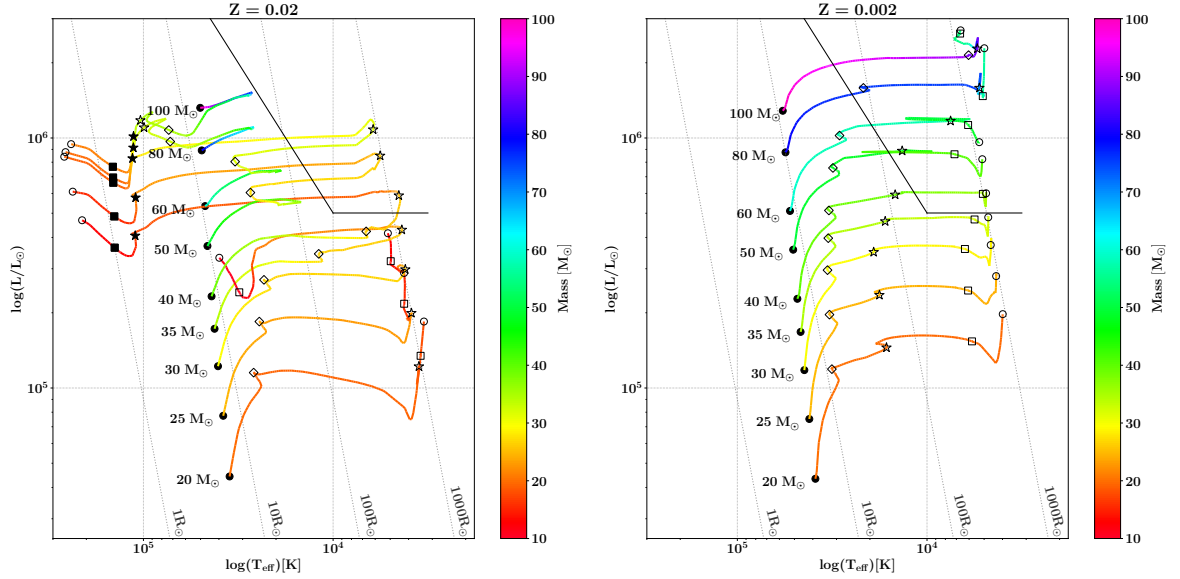 Z = 0.02
10⁶
10⁵
log(L/L☉)
100 M☉
80 M☉
60 M☉
50 M☉
40 M☉
35 M☉
30 M☉
25 M☉
20 M☉
1R☉
10R☉
100R☉
1000R☉
10⁵
10⁴
log(T_eff)[K]
100
90
80
70
60
50
40
30
20
10
Mass [M☉]
Z = 0.002
10⁶
10⁵
log(L/L☉)
100 M☉
80 M☉
60 M☉
50 M☉
40 M☉
35 M☉
30 M☉
25 M☉
20 M☉
1R☉
10R☉
100R☉
1000R☉
10⁵
10⁴
log(T_eff)[K]
100
90
80
70
60
50
40
30
20
10
Mass [M☉]